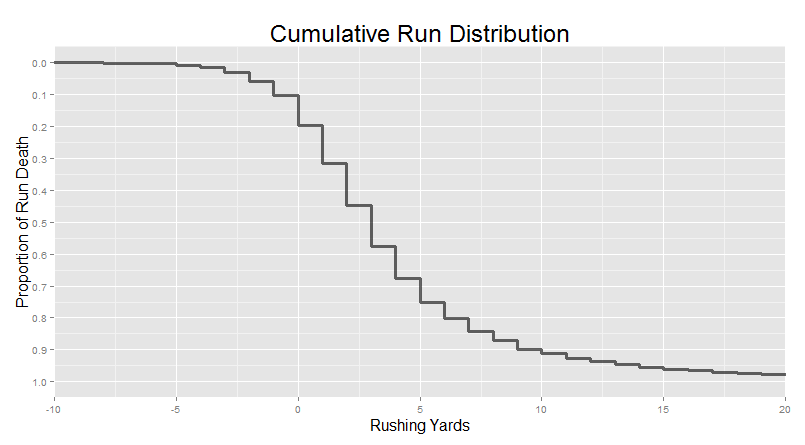 Cumulative Run Distribution
Proportion of Run Death
0.0
0.1
0.2
0.3
0.4
0.5
0.6
0.7
0.8
0.9
1.0
-10 -5 0 5 10 15 20
Rushing Yards